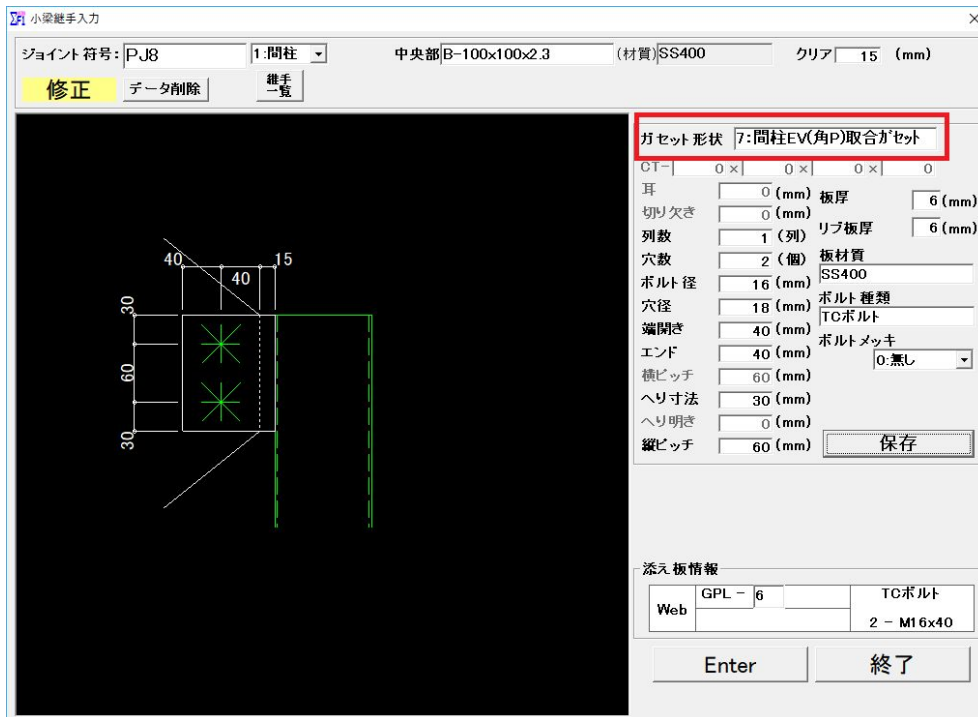 小梁継手入力
ジョイント符号: PJ8 1:間柱 中央部 B-100x100x2.3 (材質) SS400 クリア 15 (mm)
修正 データ削除 継手一覧
ガセット形状 7:間柱EV(角P)取合ガセット
CT- 0 × 0 × 0 × 0
耳 0 (mm) 板厚 6 (mm)
切り欠き 0 (mm)
列数 1 (列) リブ板厚 6 (mm)
穴数 2 (個) 板材質
SS400
ボルト径 16 (mm) ボルト種類
穴径 18 (mm) TCボルト
端開き 40 (mm) ボルトメッキ
エンド 40 (mm) 0:無し
横ピッチ 60 (mm)
へり寸法 30 (mm)
へり明き 0 (mm)
縦ピッチ 60 (mm) 保存
40 15
40
30
60
30
添え板情報
Web GPL - 6 TCボルト
2 - M16x40
Enter 終了